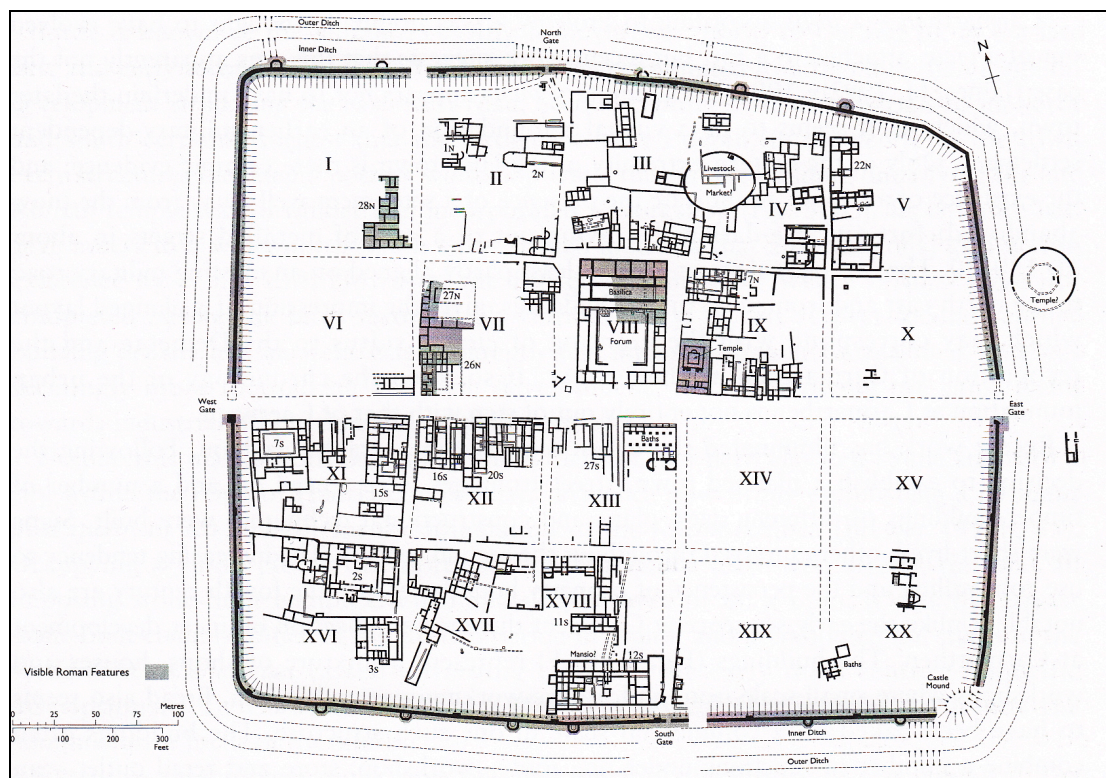 Outer Ditch
North
Gate
Inner Ditch
N
I
1N
II
2N
III
Livestock
Market?
22N
IV
V
28N
Temple?
27N
7N
Basilica
VI
VII
VIII
IX
X
Forum
Temple
26N
West
Gate
East
Gate
7S
Baths
27S
XI
16S
20S
XIV
XV
15S
XII
XIII
2S
XVIII
XVI
XVII
11S
XIX
XX
3S
Mansio?
12S
Baths
Visible Roman Features
Castle
Mound
Metres
0 25 50 75 100
0 100 200 300
Feet
South
Gate
Inner Ditch
Outer Ditch